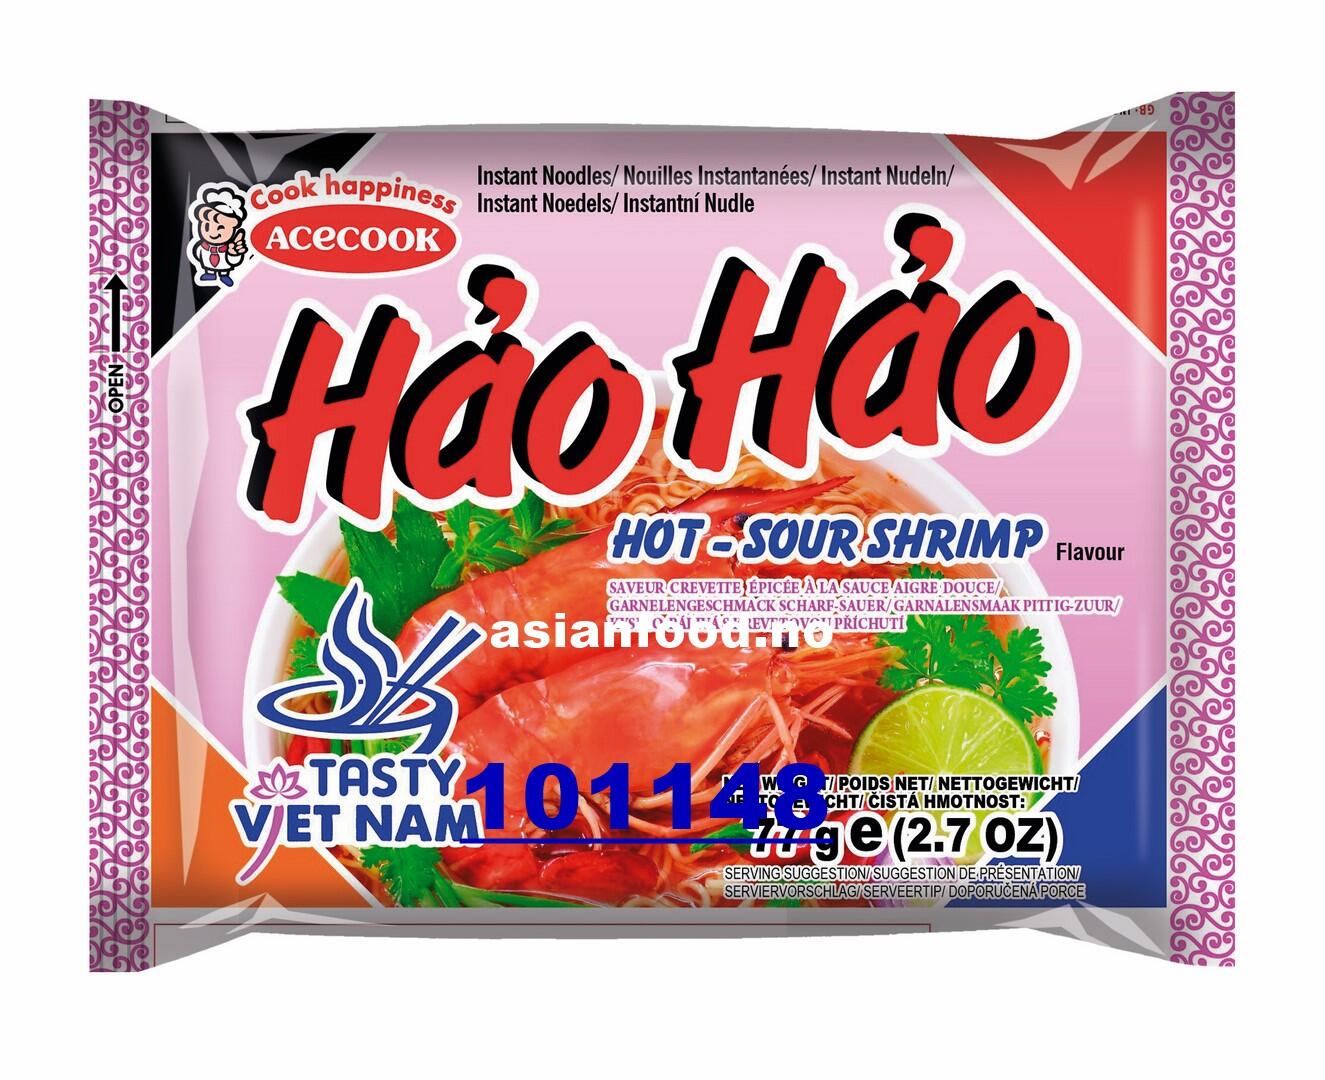 GB
Cook happiness
ACECOOK
Instant Noodles/ Nouilles Instantanées/ Instant Nudeln/
Instant Noedels/ Instantní Nudle
OPEN
Hảo Hảo
HOT - SOUR SHRIMP Flavour
SAVEUR CREVETTE ÉPICÉE À LA SAUCE AIGRE DOUCE/
GARNELENGESCHMACK SCHARF-SAUER/ GARNALENSMAAK PITTIG-ZUUR/
PŘÍCHUTÍ
asianfood.no
TASTY
VIET NAM
101148
POIDS NET/ NETTOGEWICHT/
ČISTÁ HMOTNOST:
77 g e (2.7 OZ)
SERVING SUGGESTION/ SUGGESTION DE PRÉSENTATION/
SERVIERVORSCHLAG/ SERVEERTIP/ DOPORUČENÁ PORCE